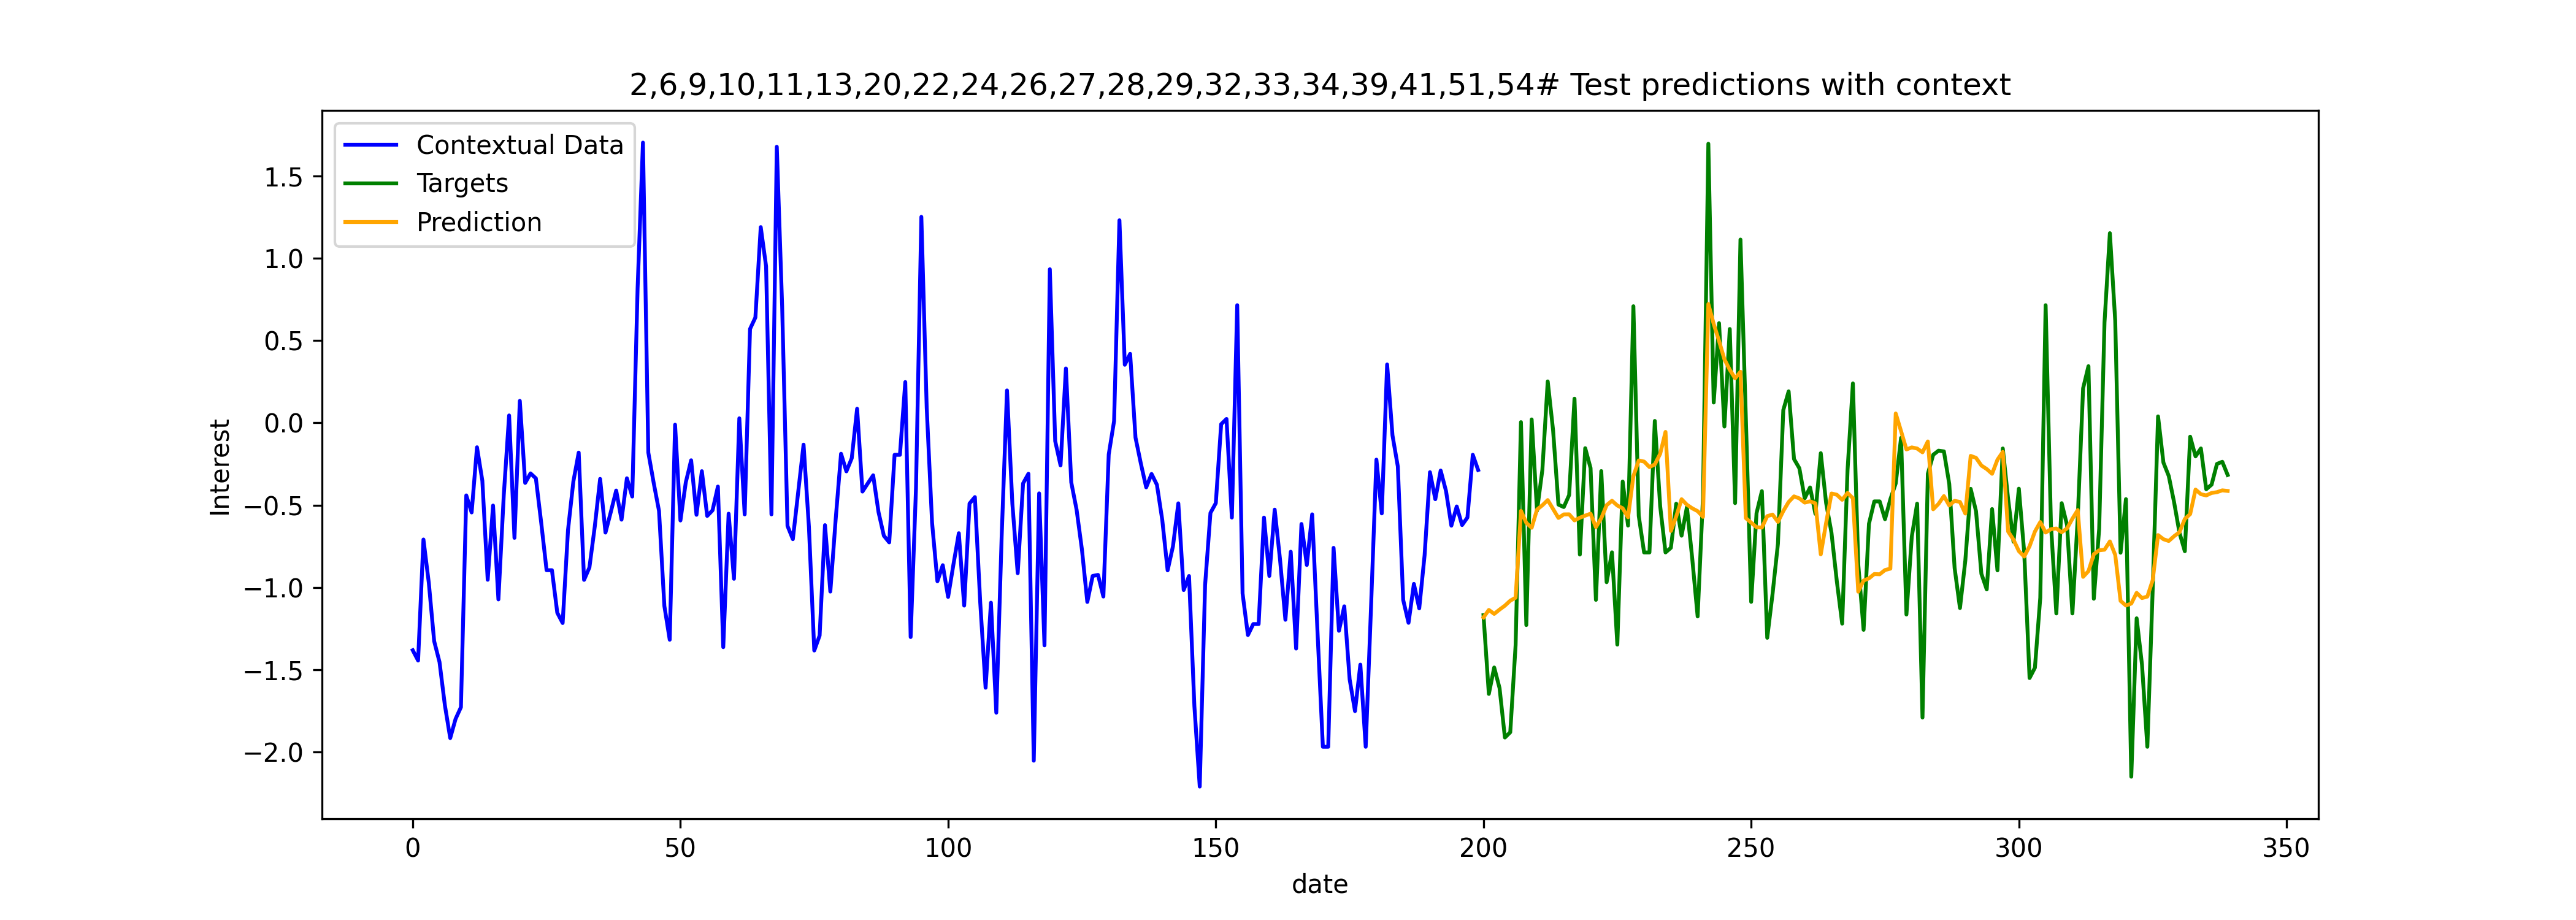 2,6,9,10,11,13,20,22,24,26,27,28,29,32,33,34,39,41,51,54# Test predictions with context
Contextual Data
Targets
Prediction
1.5
1.0
0.5
0.0
−0.5
−1.0
−1.5
−2.0
Interest
0 50 100 150 200 250 300 350
date